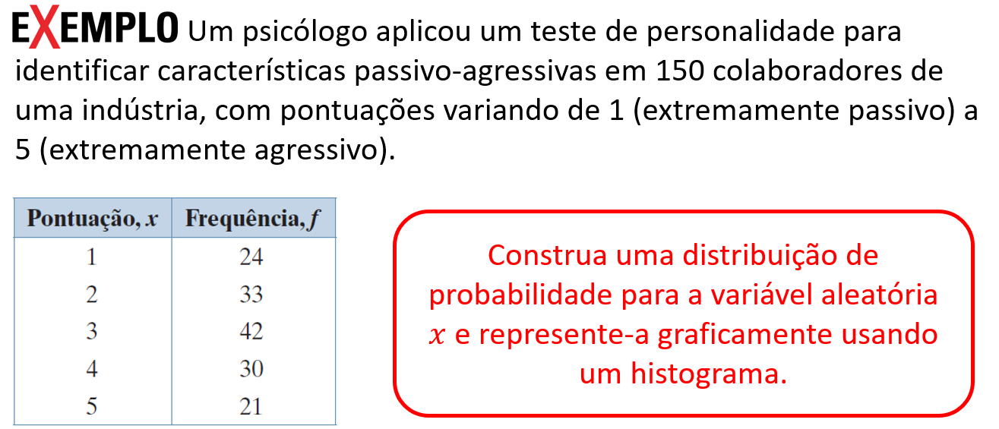 EXEMPLO Um psicólogo aplicou um teste de personalidade para
identificar características passivo-agressivas em 150 colaboradores de
uma indústria, com pontuações variando de 1 (extremamente passivo) a
5 (extremamente agressivo).
Pontuação, x Frequência, f
1 24
2 33
3 42
4 30
5 21
Construa uma distribuição de
probabilidade para a variável aleatória
x e represente-a graficamente usando
um histograma.